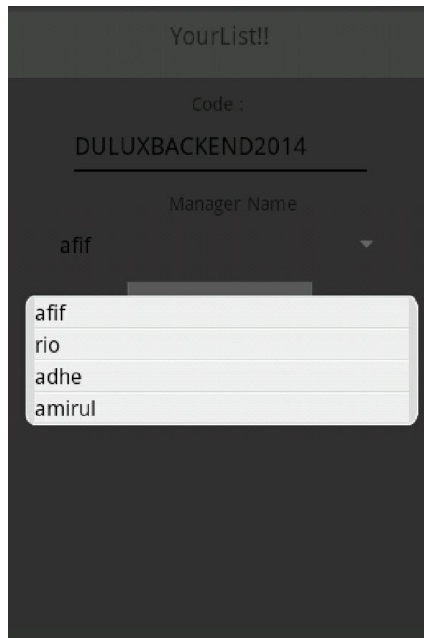 YourList!!
Code :
DULUXBACKEND2014
Manager Name
afif
afif
rio
adhe
amirul